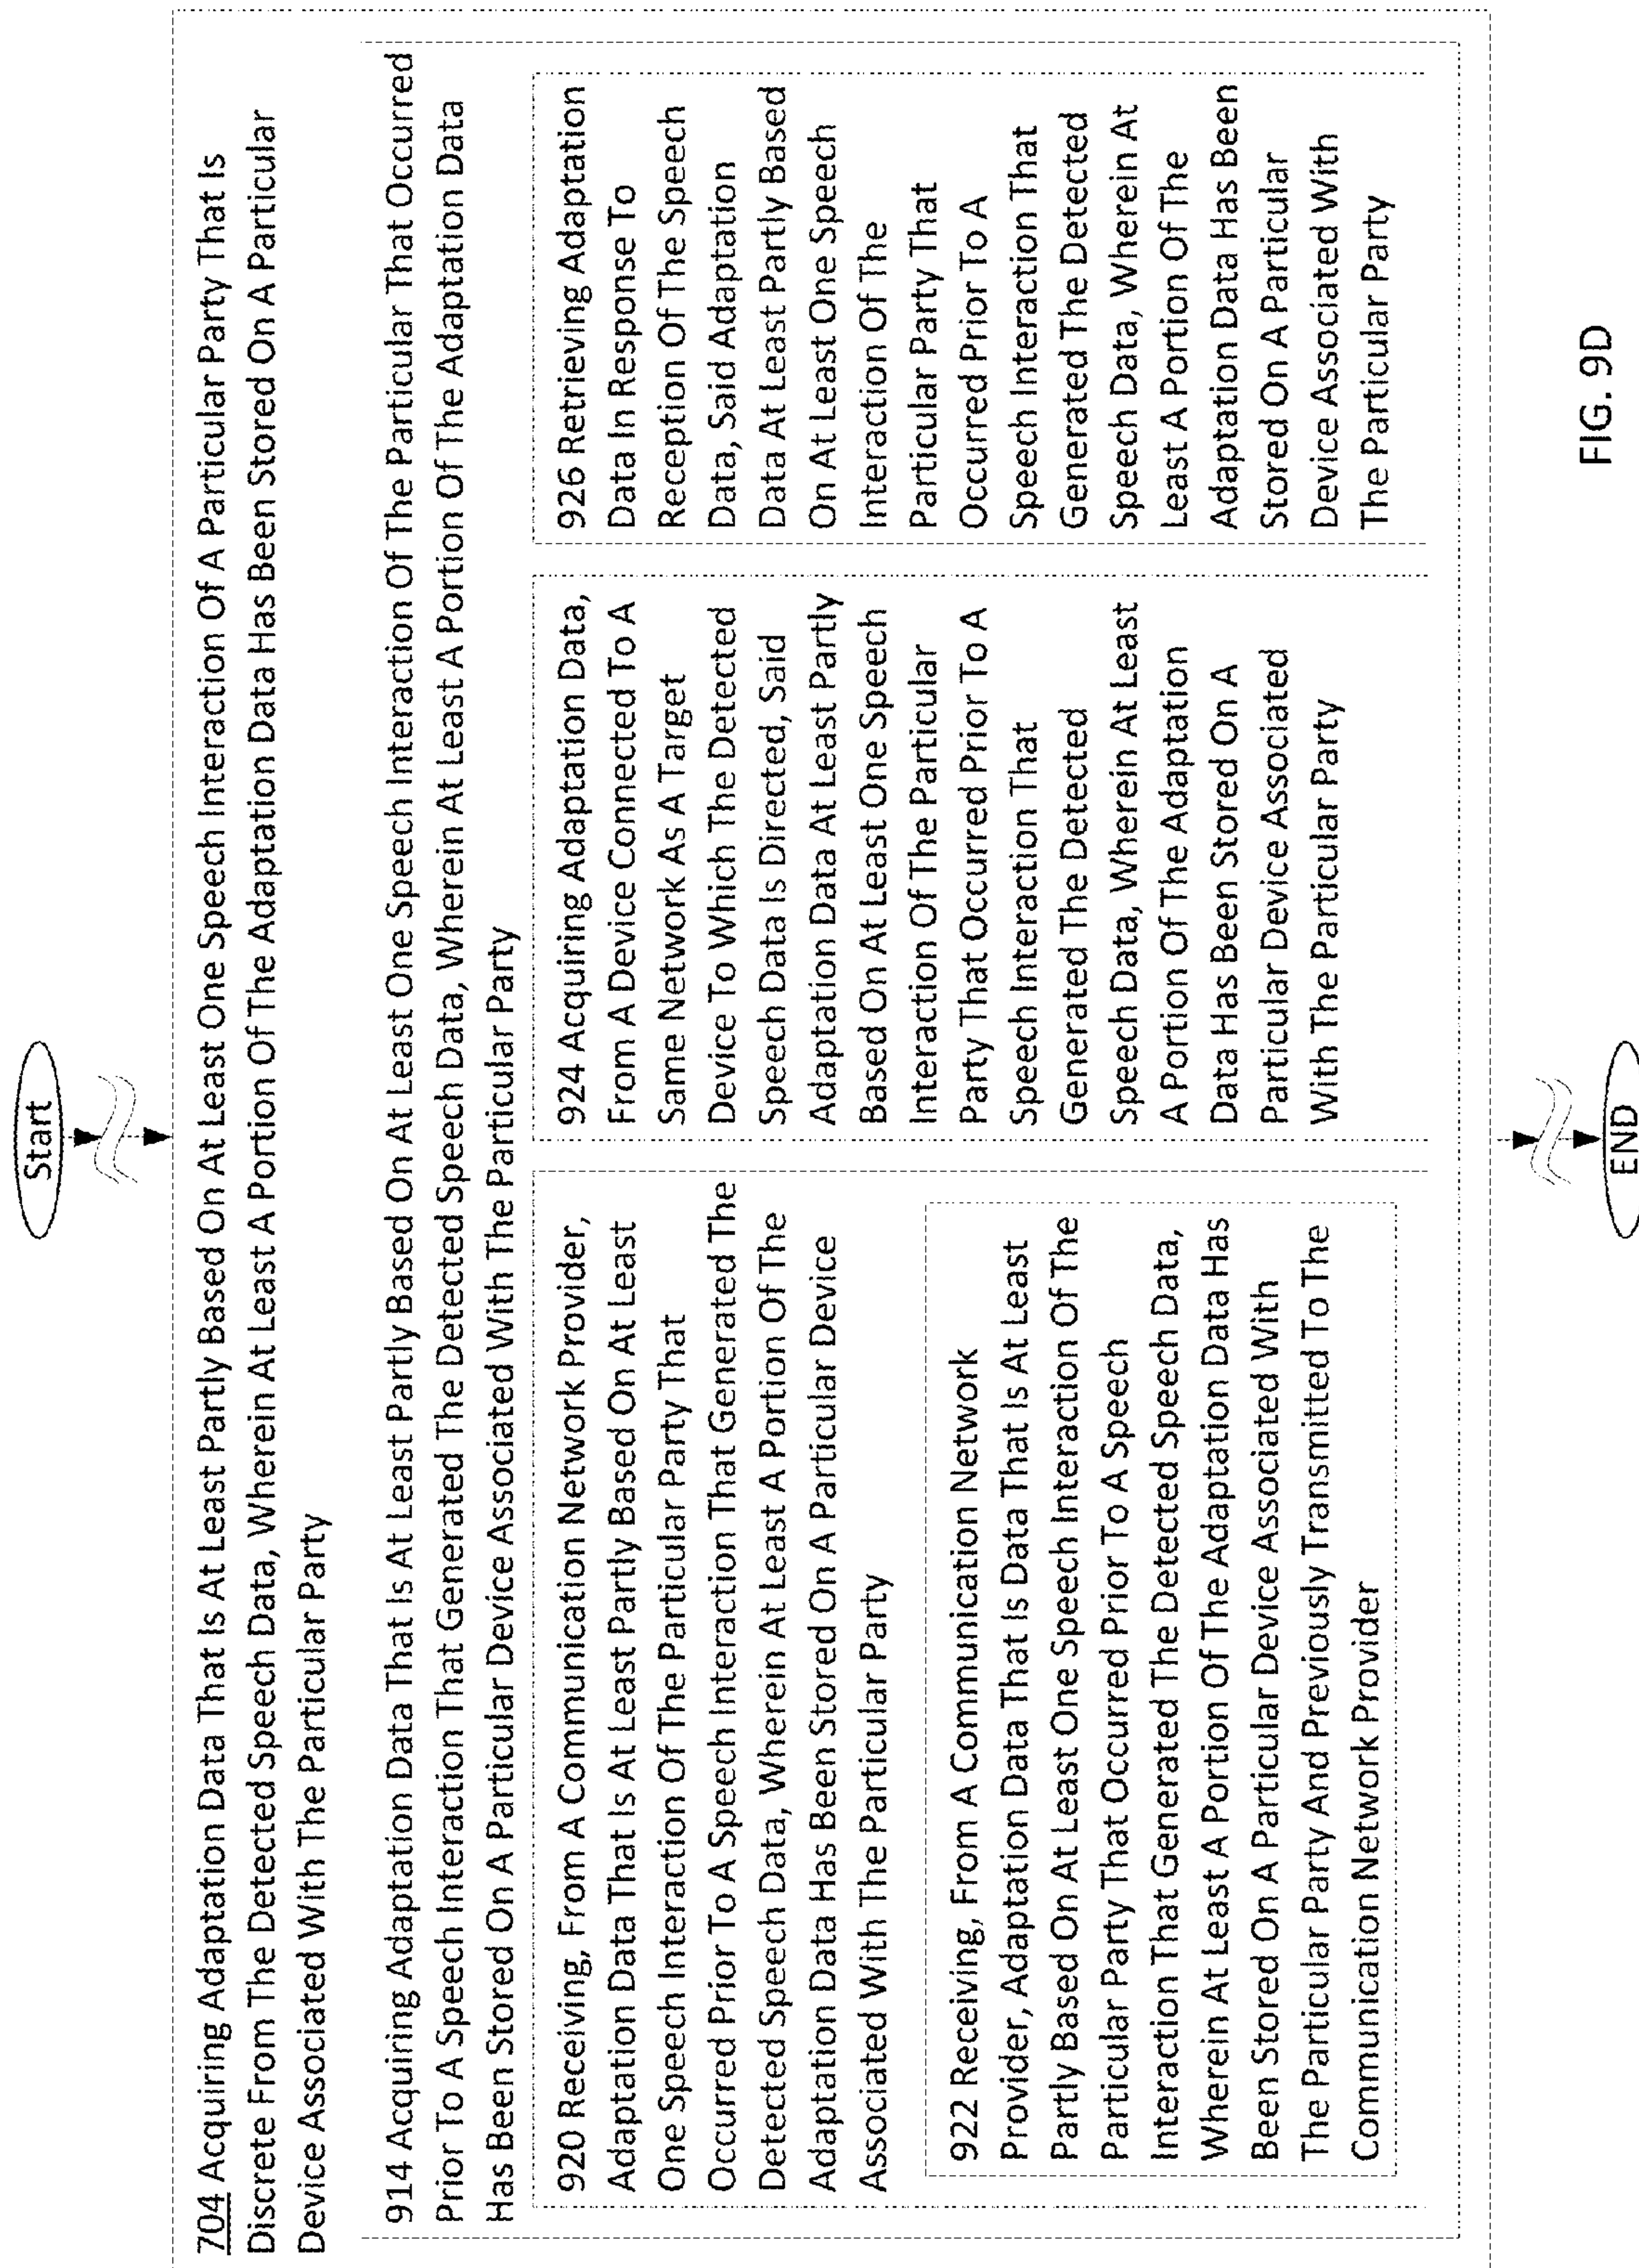 Start
704 Acquiring Adaptation Data That Is At Least Partly Based On At Least One Speech Interaction Of A Particular Party That Is
Discrete From The Detected Speech Data, Wherein At Least A Portion Of The Adaptation Data Has Been Stored On A Particular
Device Associated With The Particular Party
914 Acquiring Adaptation Data That Is At Least Partly Based On At Least One Speech Interaction Of The Particular That Occurred
Prior To A Speech Interaction That Generated The Detected Speech Data, Wherein At Least A Portion Of The Adaptation Data
Has Been Stored On A Particular Device Associated With The Particular Party
920 Receiving, From A Communication Network Provider,
Adaptation Data That Is At Least Partly Based On At Least
One Speech Interaction Of The Particular Party That
Occurred Prior To A Speech Interaction That Generated The
Detected Speech Data, Wherein At Least A Portion Of The
Adaptation Data Has Been Stored On A Particular Device
Associated With The Particular Party
922 Receiving, From A Communication Network
Provider, Adaptation Data That Is Data That Is At Least
Partly Based On At Least One Speech Interaction Of The
Particular Party That Occurred Prior To A Speech
Interaction That Generated The Detected Speech Data,
Wherein At Least A Portion Of The Adaptation Data Has
Been Stored On A Particular Device Associated With
The Particular Party And Previously Transmitted To The
Communication Network Provider
924 Acquiring Adaptation Data,
From A Device Connected To A
Same Network As A Target
Device To Which The Detected
Speech Data Is Directed, Said
Adaptation Data At Least Partly
Based On At Least One Speech
Interaction Of The Particular
Party That Occurred Prior To A
Speech Interaction That
Generated The Detected
Speech Data, Wherein At Least
A Portion Of The Adaptation
Data Has Been Stored On A
Particular Device Associated
With The Particular Party
926 Retrieving Adaptation
Data In Response To
Reception Of The Speech
Data, Said Adaptation
Data At Least Partly Based
On At Least One Speech
Interaction Of The
Particular Party That
Occurred Prior To A
Speech Interaction That
Generated The Detected
Speech Data, Wherein At
Least A Portion Of The
Adaptation Data Has Been
Stored On A Particular
Device Associated With
The Particular Party
END
FIG. 9D